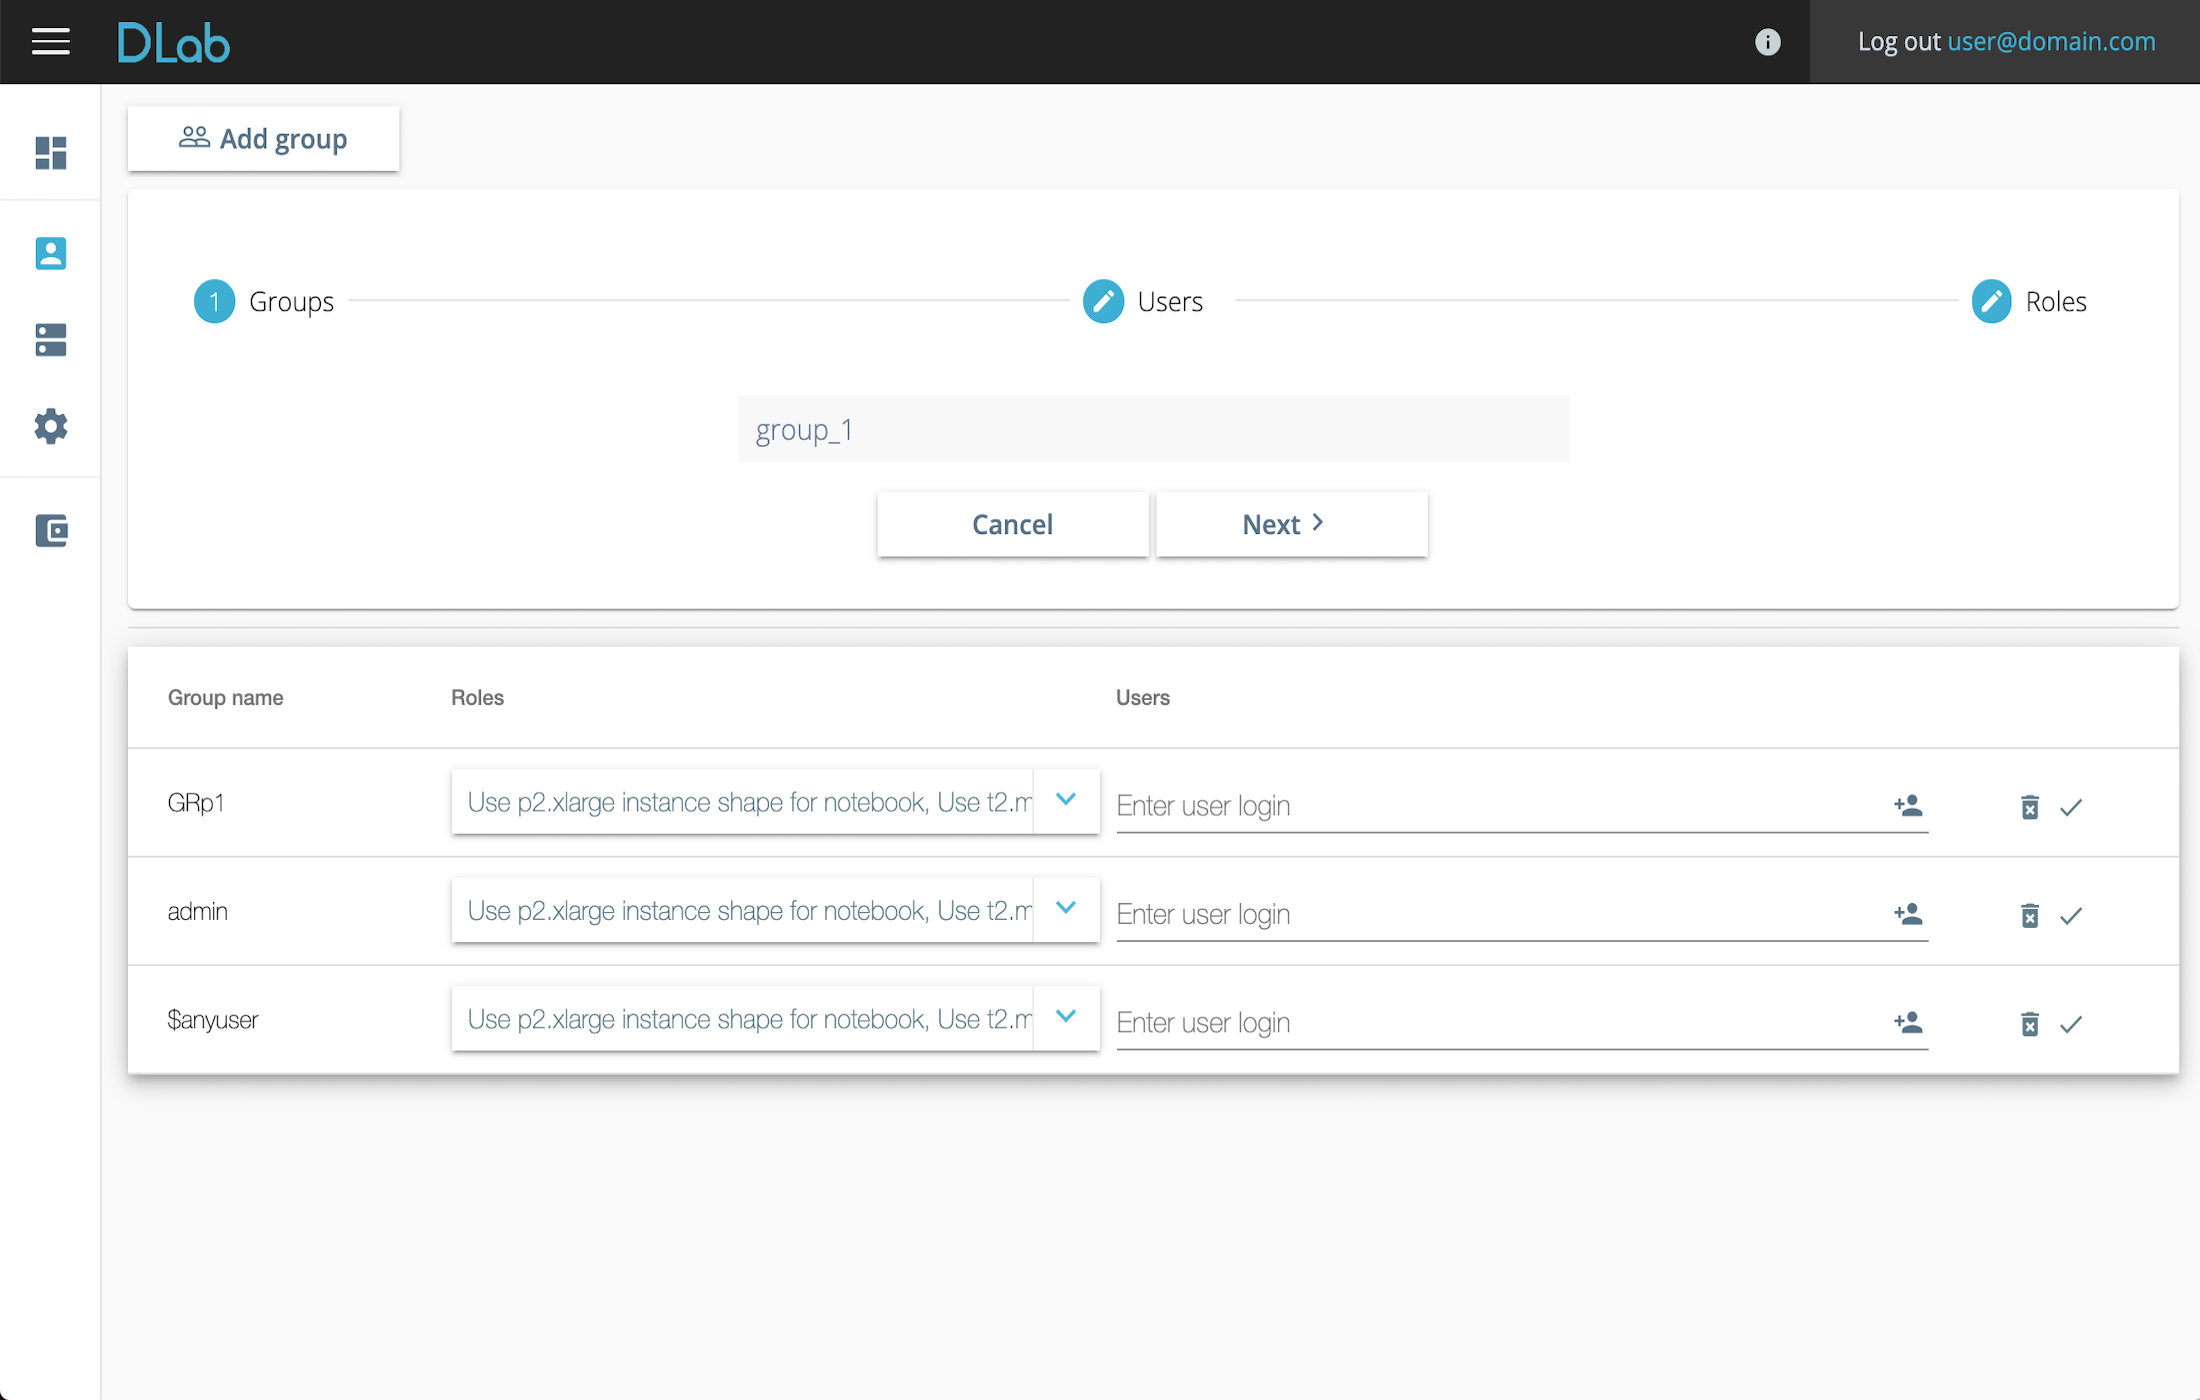 DLab
Log out user@domain.com
Add group
1 Groups Users Roles
group_1
Cancel Next
Group name Roles Users
GRp1 Use p2.xlarge instance shape for notebook, Use t2.m Enter user login
admin Use p2.xlarge instance shape for notebook, Use t2.m Enter user login
$anyuser Use p2.xlarge instance shape for notebook, Use t2.m Enter user login